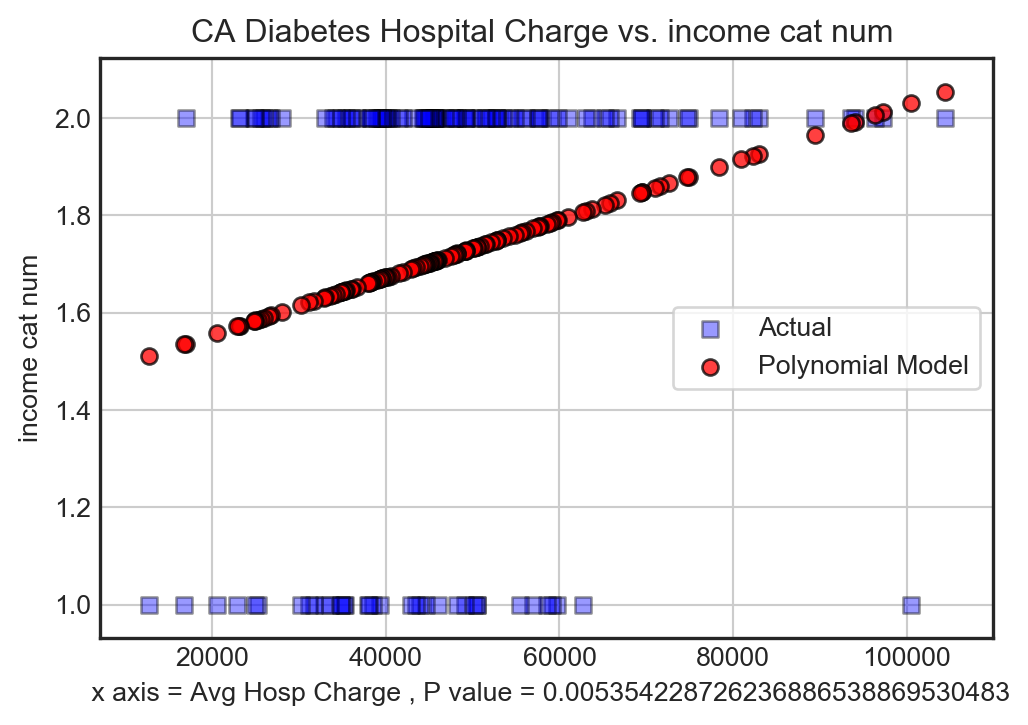 CA Diabetes Hospital Charge vs. income cat num
income cat num
2.0
1.8
1.6
1.4
1.2
1.0
Actual
Polynomial Model
20000 40000 60000 80000 100000
x axis = Avg Hosp Charge , P value = 0.005354228726236886538869530483